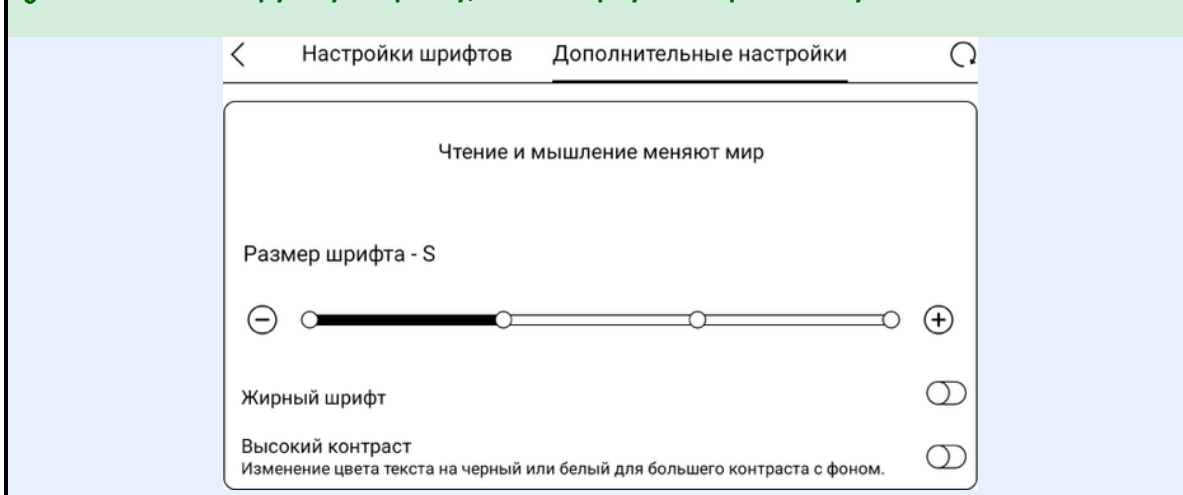 Настройки шрифтов Дополнительные настройки
Чтение и мышление меняют мир
Размер шрифта - S
Жирный шрифт
Высокий контраст
Изменение цвета текста на черный или белый для большего контраста с фоном.